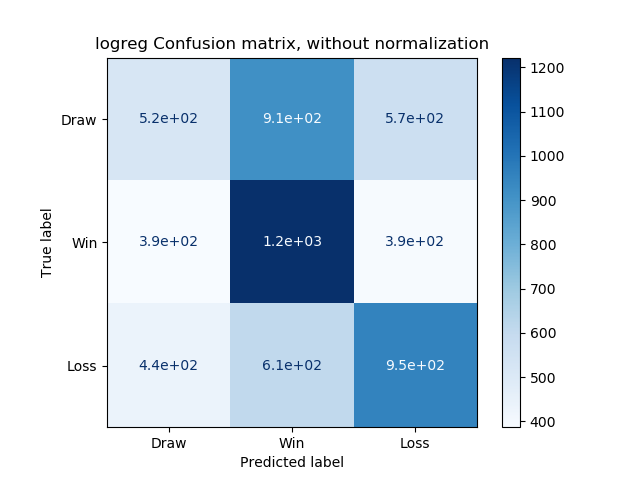 logreg Confusion matrix, without normalization
Draw 5.2e+02 9.1e+02 5.7e+02
Win 3.9e+02 1.2e+03 3.9e+02
Loss 4.4e+02 6.1e+02 9.5e+02
Draw Win Loss
Predicted label
True label
1200
1100
1000
900
800
700
600
500
400